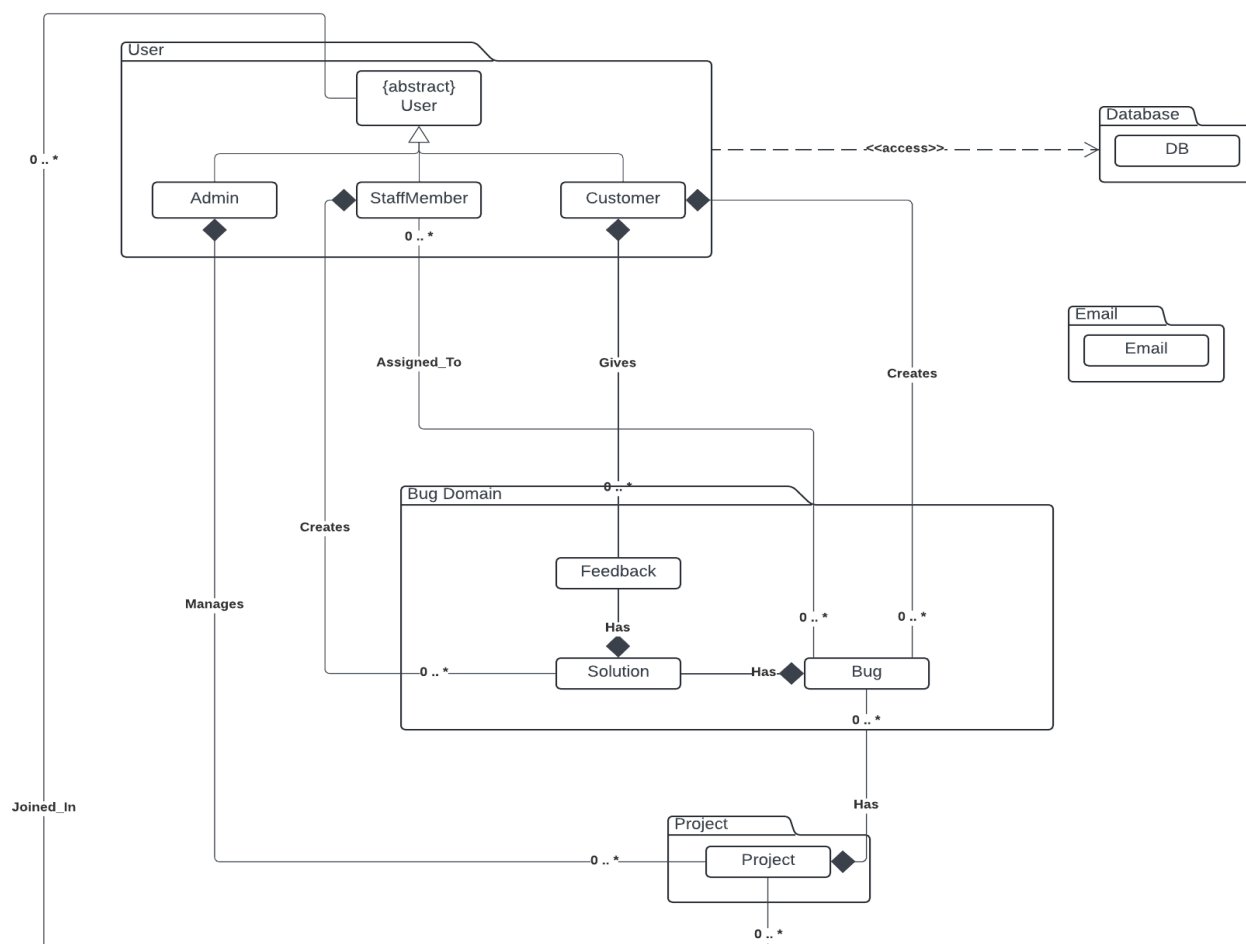 User
{abstract}
User
Database
DB
<<access>>
0 .. *
Admin
StaffMember
Customer
0 .. *
Email
Email
Assigned_To
Gives
Creates
0 .. *
Bug Domain
Creates
Feedback
Manages
0 .. *
0 .. *
Has
0 .. *
Solution
Has
Bug
0 .. *
Joined_In
Has
Project
0 .. *
Project
0 .. *